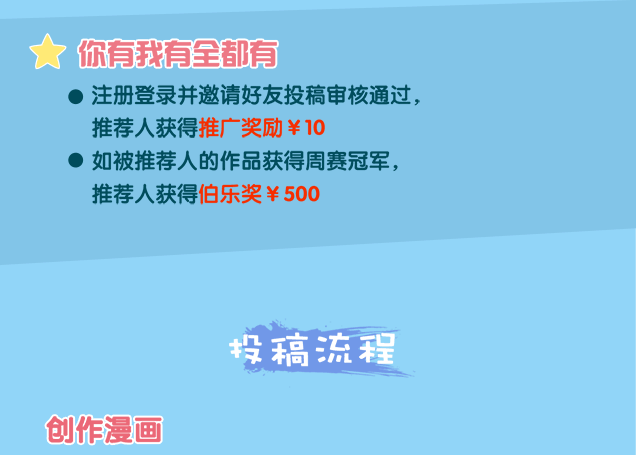 你有我有全都有
● 注册登录并邀请好友投稿审核通过，
推荐人获得推广奖励￥10
● 如被推荐人的作品获得周赛冠军，
推荐人获得伯乐奖￥500
投稿流程
创作漫画